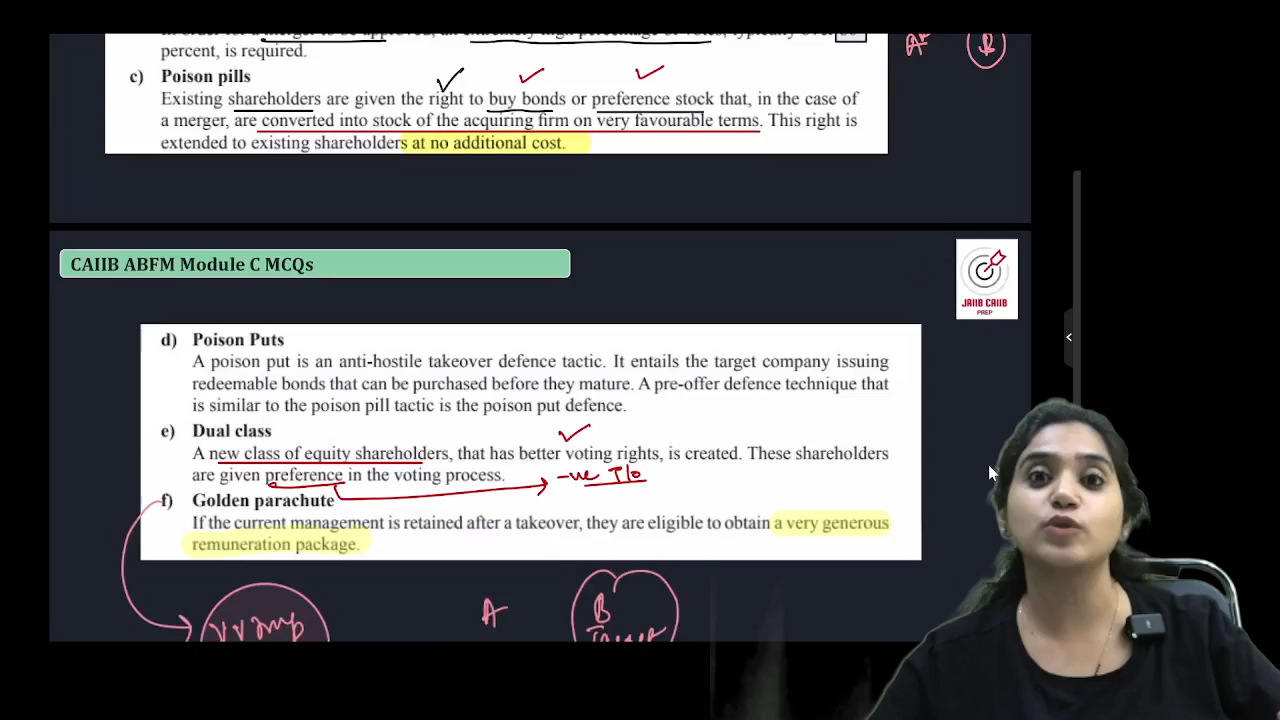 percent, is required.
c) Poison pills
Existing shareholders are given the right to buy bonds or preference stock that, in the case of
a merger, are converted into stock of the acquiring firm on very favourable terms. This right is
extended to existing shareholders at no additional cost.
CAIIB ABFM Module C MCQs
JAIIB CAIIB
PREP
d) Poison Puts
A poison put is an anti-hostile takeover defence tactic. It entails the target company issuing
redeemable bonds that can be purchased before they mature. A pre-offer defence technique that
is similar to the poison pill tactic is the poison put defence.
e) Dual class
A new class of equity shareholders, that has better voting rights, is created. These shareholders
are given preference in the voting process.
-ve T/o
f) Golden parachute
If the current management is retained after a takeover, they are eligible to obtain a very generous
remuneration package.
VV Imp
A
B